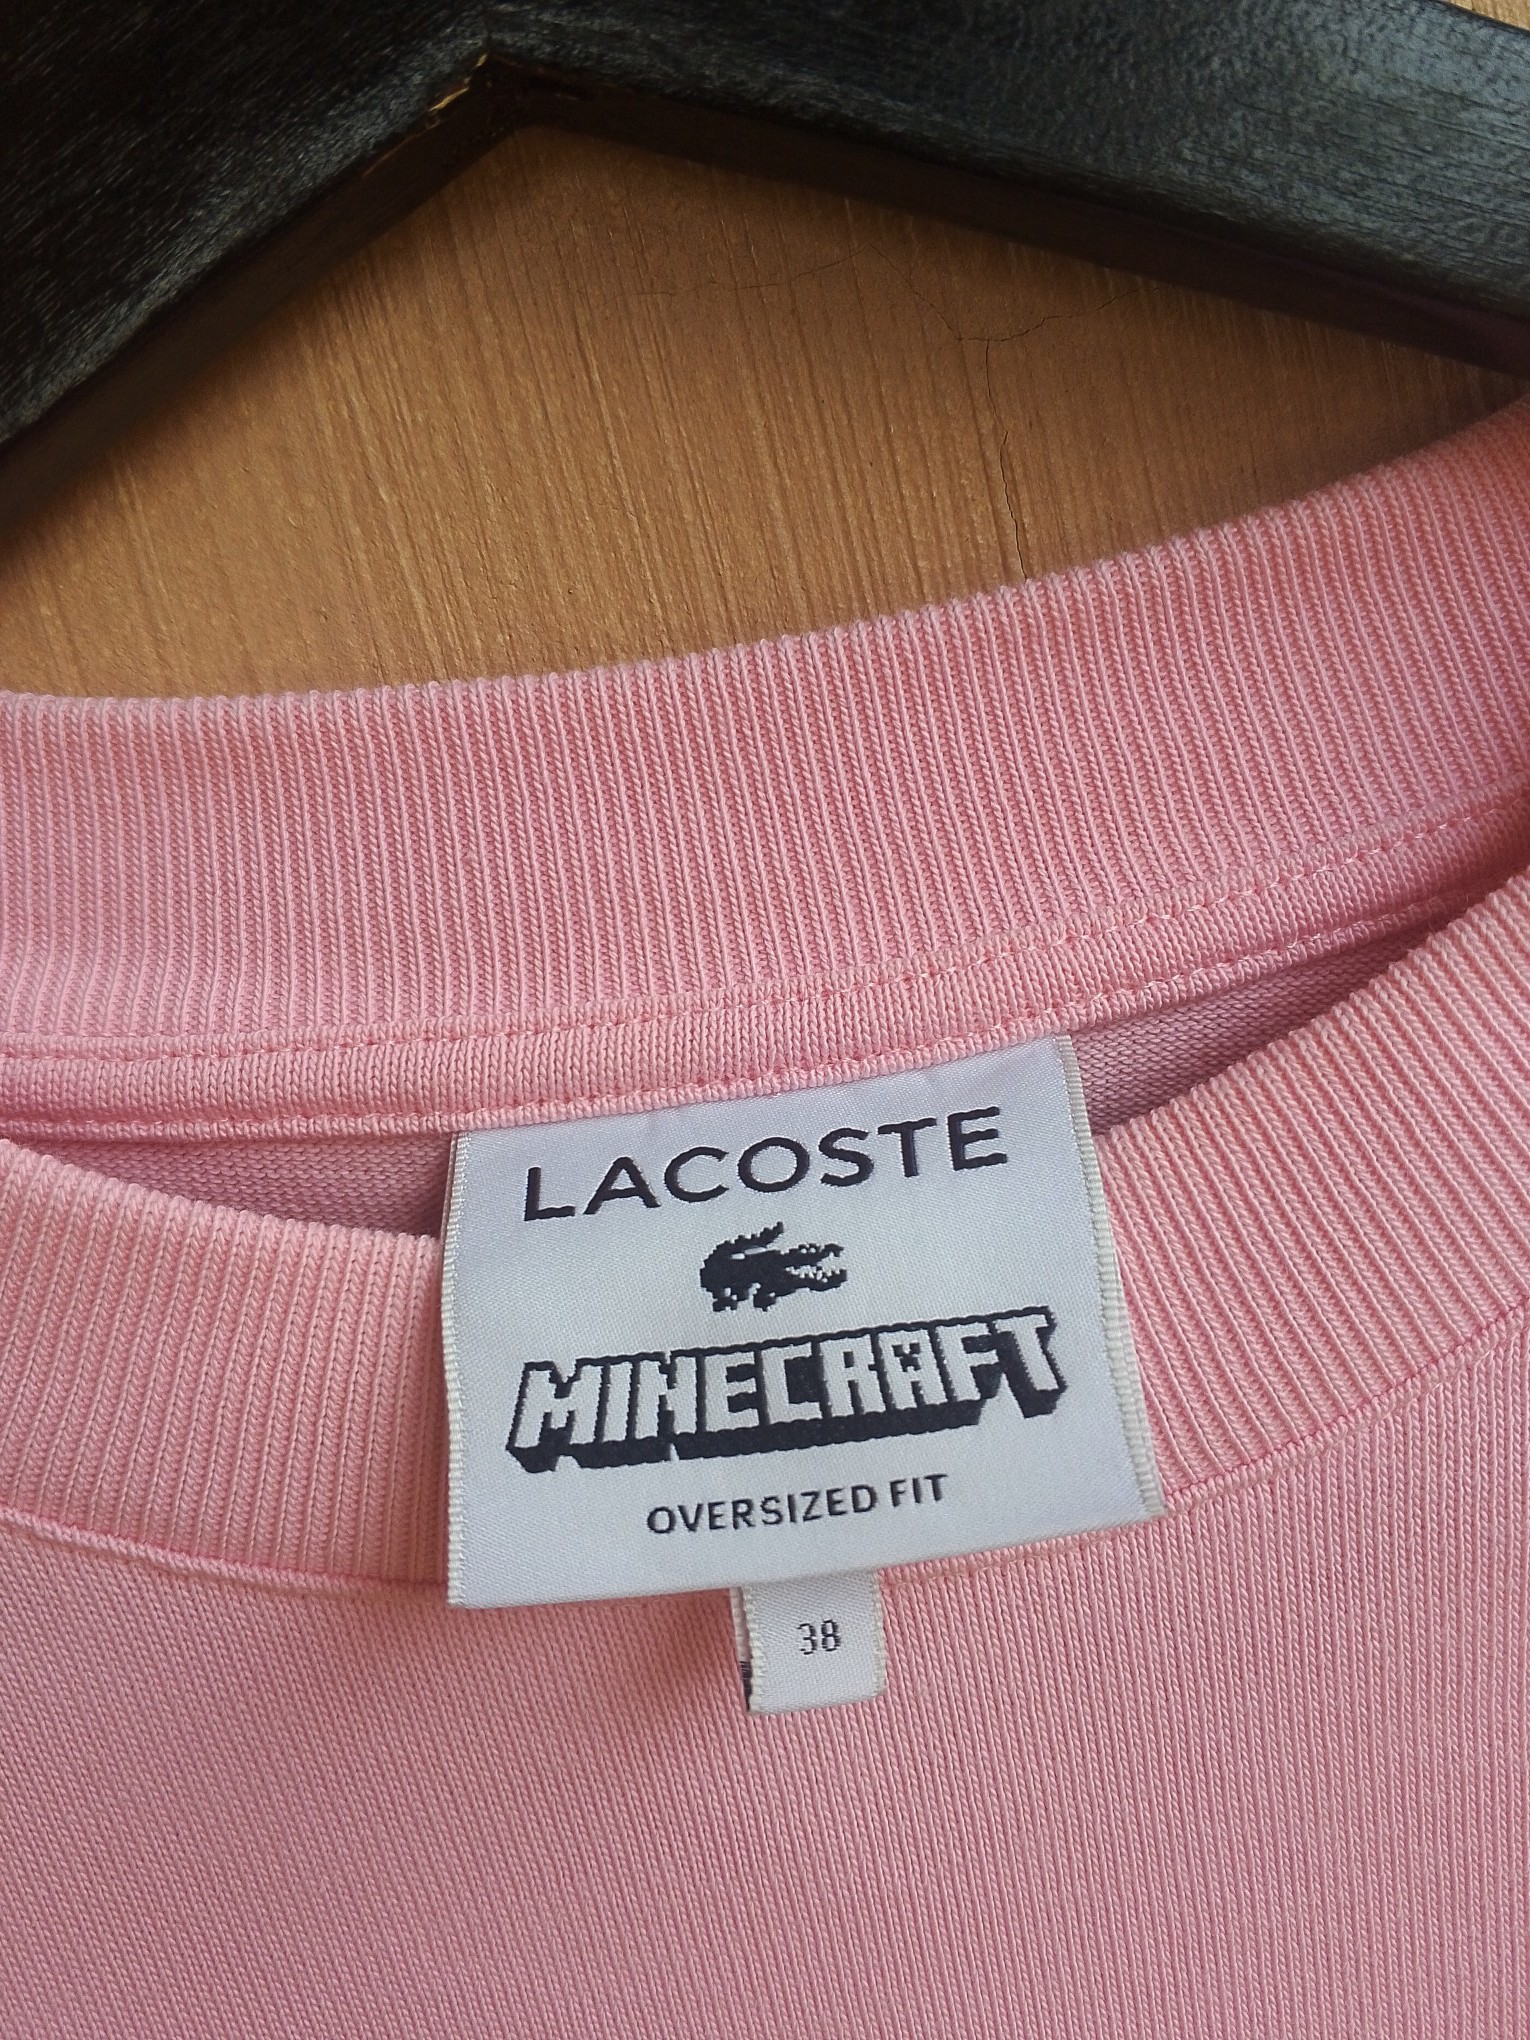 LACOSTE
MINECRAFT
OVERSIZED FIT
38